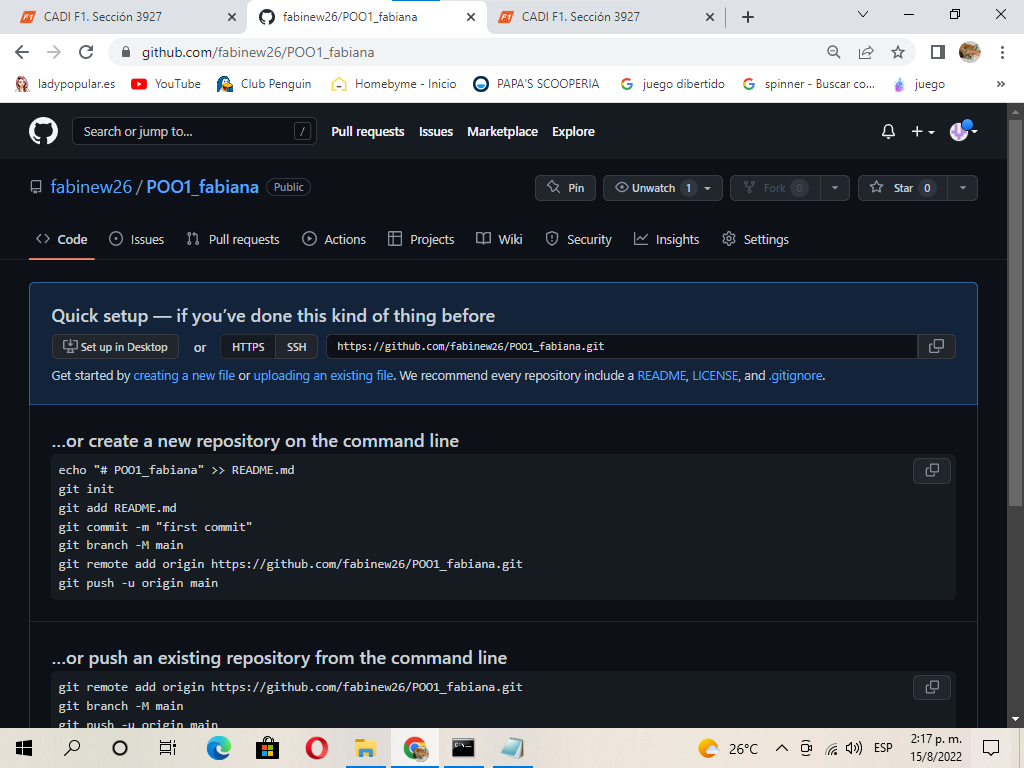 CADI F1. Sección 3927
fabinew26/POO1_fabiana
CADI F1. Sección 3927
github.com/fabinew26/POO1_fabiana
ladypopular.es
YouTube
Club Penguin
Homebyme - Inicio
PAPA'S SCOOPERIA
juego dibertido
spinner - Buscar co...
juego
Search or jump to...
/
Pull requests
Issues
Marketplace
Explore
fabinew26 / POO1_fabiana
Public
Pin
Unwatch 1
Fork 0
Star 0
Code
Issues
Pull requests
Actions
Projects
Wiki
Security
Insights
Settings
Quick setup — if you've done this kind of thing before
Set up in Desktop
or
HTTPS
SSH
https://github.com/fabinew26/POO1_fabiana.git
Get started by creating a new file or uploading an existing file. We recommend every repository include a README, LICENSE, and .gitignore.
…or create a new repository on the command line
echo "# POO1_fabiana" >> README.md
git init
git add README.md
git commit -m "first commit"
git branch -M main
git remote add origin https://github.com/fabinew26/POO1_fabiana.git
git push -u origin main
…or push an existing repository from the command line
git remote add origin https://github.com/fabinew26/POO1_fabiana.git
git branch -M main
git push -u origin main
26°C
ESP
2:17 p. m.
15/8/2022